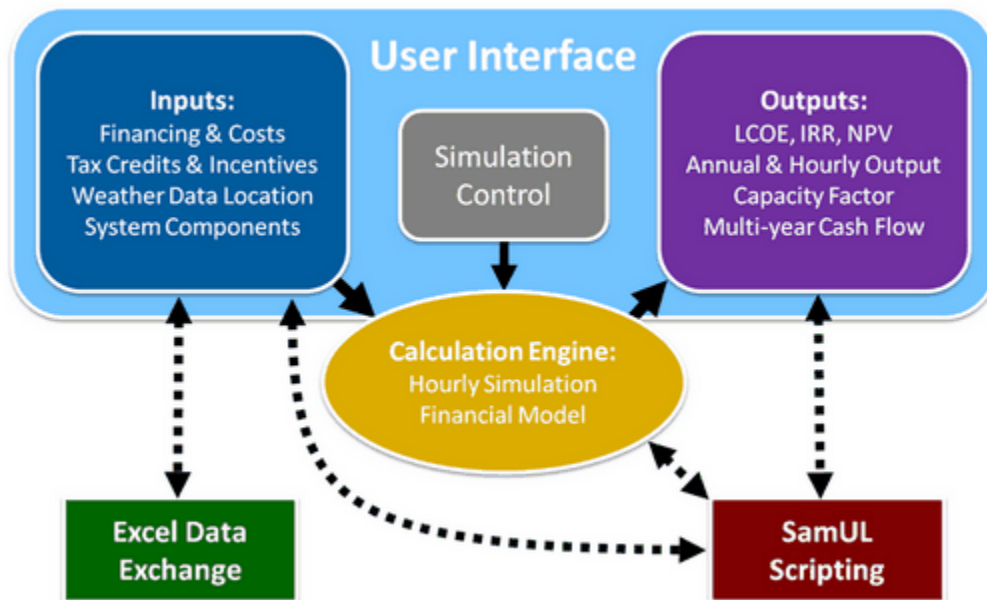 User Interface
Inputs:
Financing & Costs
Tax Credits & Incentives
Weather Data Location
System Components
Simulation
Control
Outputs:
LCOE, IRR, NPV
Annual & Hourly Output
Capacity Factor
Multi-year Cash Flow
Calculation Engine:
Hourly Simulation
Financial Model
Excel Data
Exchange
SamUL
Scripting